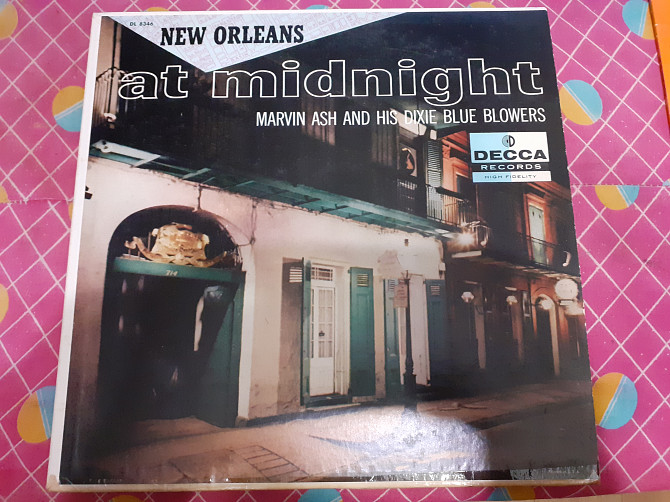 DL 8346
NEW ORLEANS
at midnight
MARVIN ASH AND HIS DIXIE BLUE BLOWERS
DECCA
RECORDS
HIGH FIDELITY